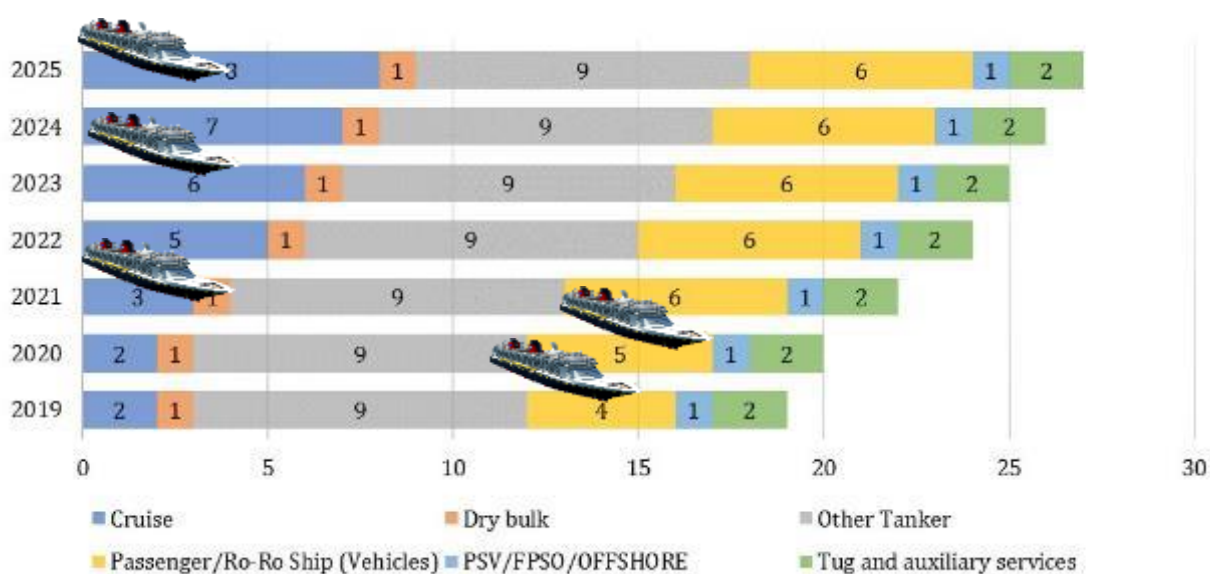 2025 1 9 6 1 2
2024 7 1 9 6 1 2
2023 6 1 9 6 1 2
2022 5 1 9 6 1 2
2021 3 1 9 6 1 2
2020 2 1 9 5 1 2
2019 2 1 9 4 1 2
0 5 10 15 20 25 30
Cruise Dry bulk Other Tanker
Passenger/Ro-Ro Ship (Vehicles) PSV/FPSO/OFFSHORE Tug and auxiliary services